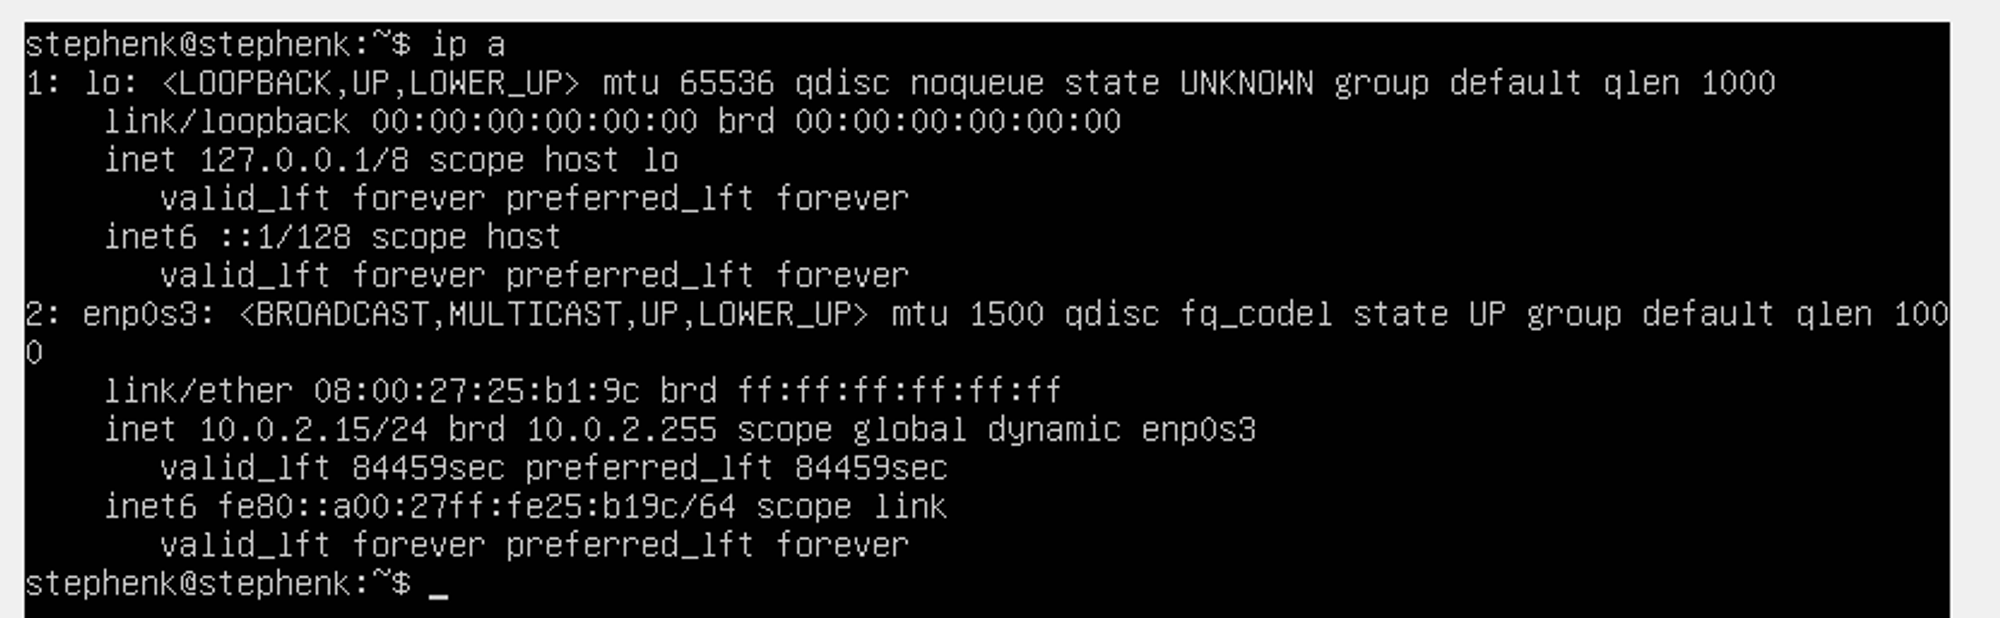 stephenk@stephenk:~$ ip a
1: lo: <LOOPBACK,UP,LOWER_UP> mtu 65536 qdisc noqueue state UNKNOWN group default qlen 1000
    link/loopback 00:00:00:00:00:00 brd 00:00:00:00:00:00
    inet 127.0.0.1/8 scope host lo
       valid_lft forever preferred_lft forever
    inet6 ::1/128 scope host
       valid_lft forever preferred_lft forever
2: enp0s3: <BROADCAST,MULTICAST,UP,LOWER_UP> mtu 1500 qdisc fq_codel state UP group default qlen 100
0
    link/ether 08:00:27:25:b1:9c brd ff:ff:ff:ff:ff:ff
    inet 10.0.2.15/24 brd 10.0.2.255 scope global dynamic enp0s3
       valid_lft 84459sec preferred_lft 84459sec
    inet6 fe80::a00:27ff:fe25:b19c/64 scope link
       valid_lft forever preferred_lft forever
stephenk@stephenk:~$ _